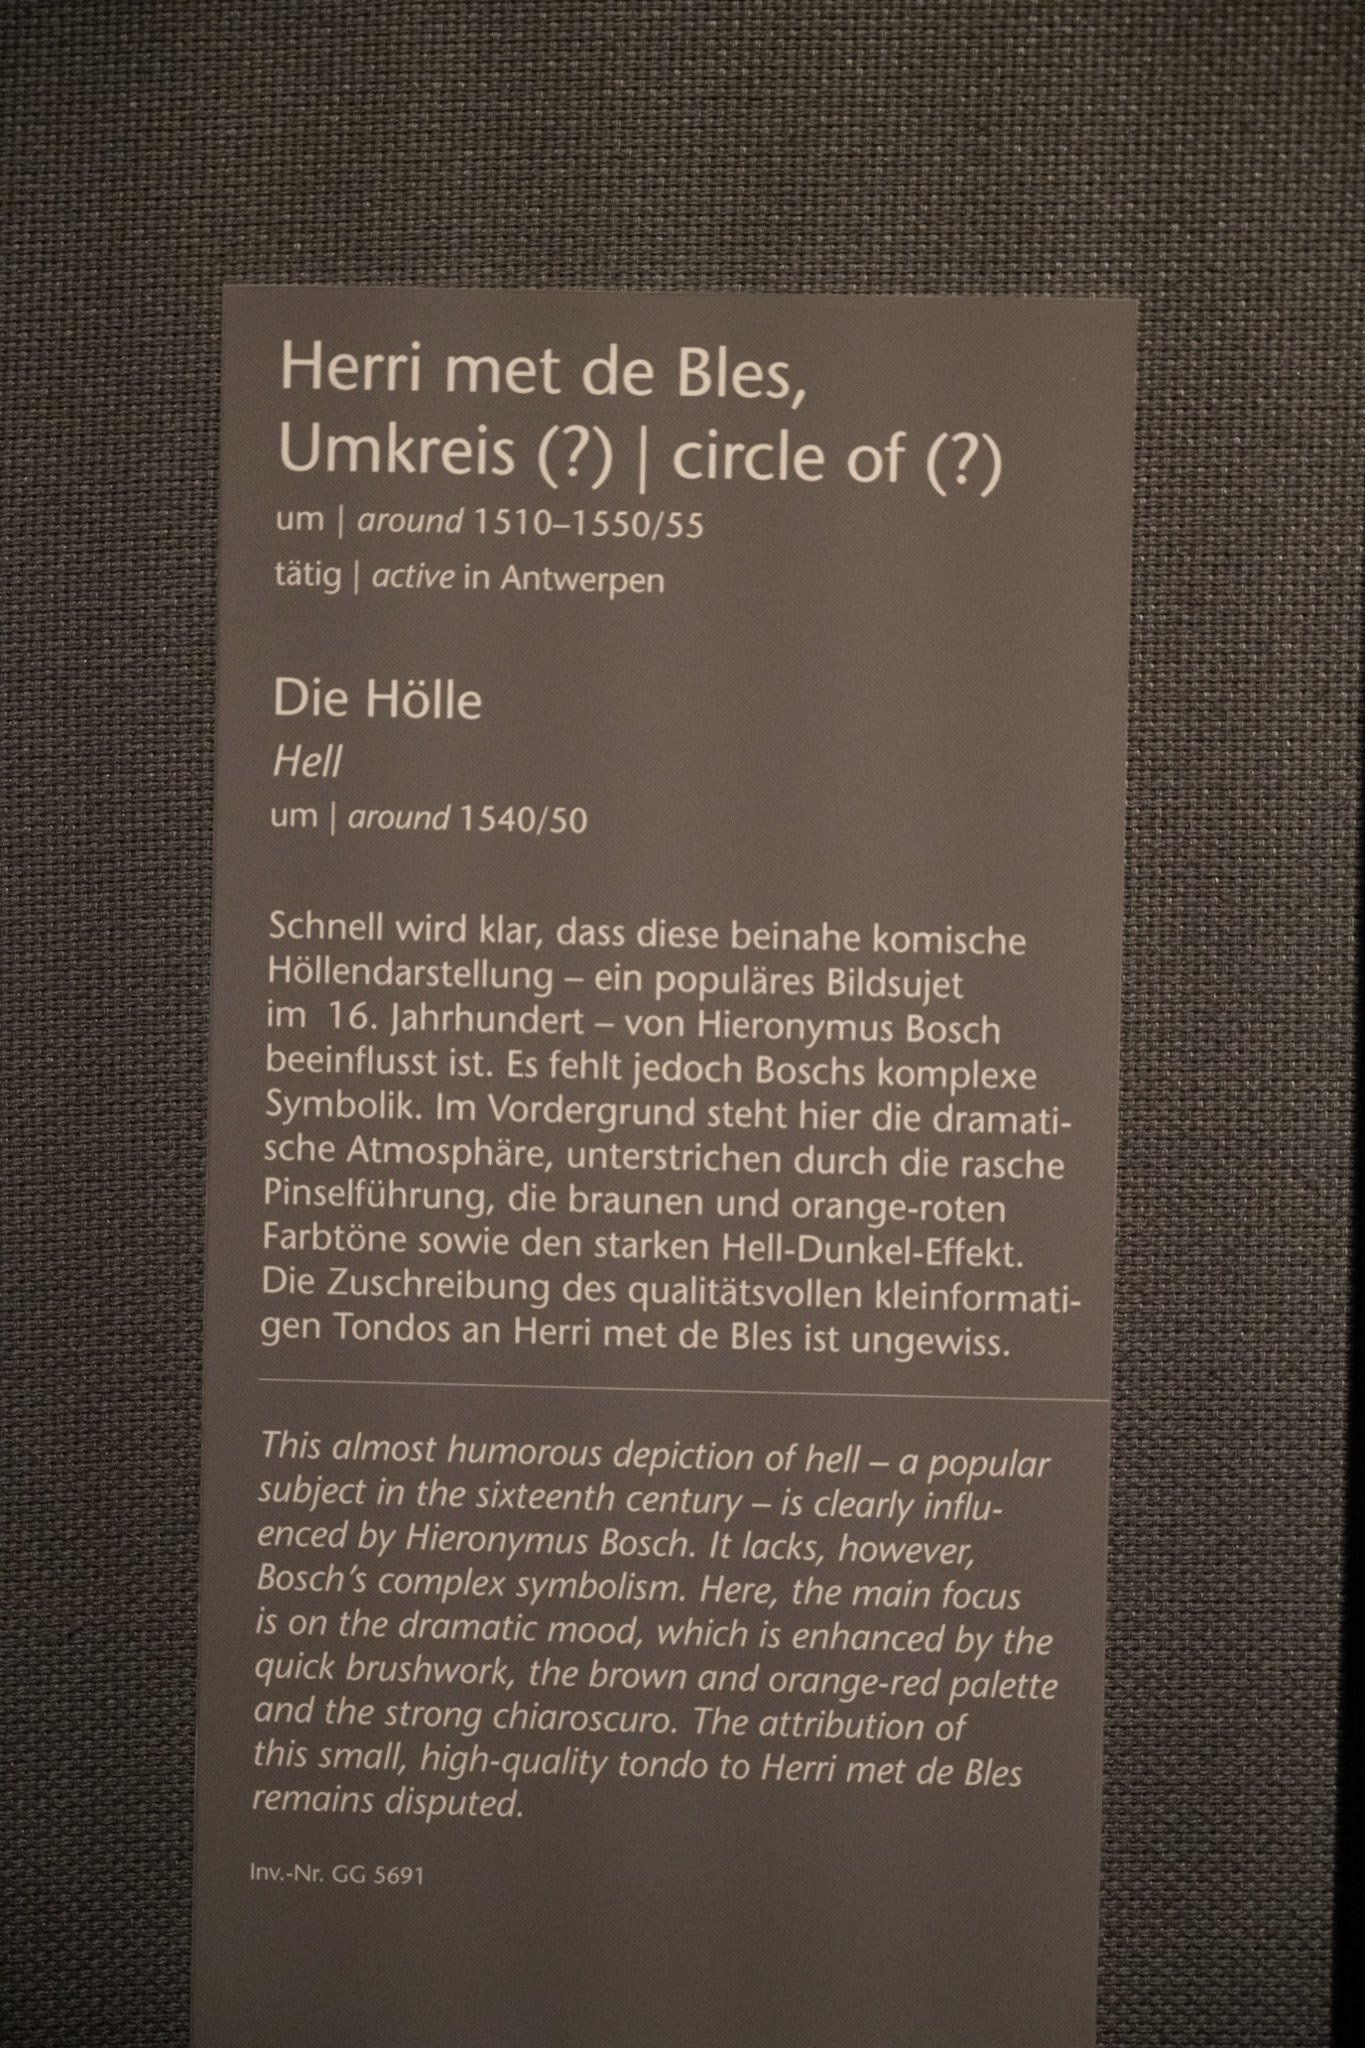 Herri met de Bles,
Umkreis (?) | circle of (?)
um | around 1510–1550/55
tätig | active in Antwerpen
Die Hölle
Hell
um | around 1540/50
Schnell wird klar, dass diese beinahe komische
Höllendarstellung – ein populäres Bildsujet
im 16. Jahrhundert – von Hieronymus Bosch
beeinflusst ist. Es fehlt jedoch Boschs komplexe
Symbolik. Im Vordergrund steht hier die dramati-
sche Atmosphäre, unterstrichen durch die rasche
Pinselführung, die braunen und orange-roten
Farbtöne sowie den starken Hell-Dunkel-Effekt.
Die Zuschreibung des qualitätsvollen kleinformati-
gen Tondos an Herri met de Bles ist ungewiss.
This almost humorous depiction of hell – a popular
subject in the sixteenth century – is clearly influ-
enced by Hieronymus Bosch. It lacks, however,
Bosch's complex symbolism. Here, the main focus
is on the dramatic mood, which is enhanced by the
quick brushwork, the brown and orange-red palette
and the strong chiaroscuro. The attribution of
this small, high-quality tondo to Herri met de Bles
remains disputed.
Inv.-Nr. GG 5691